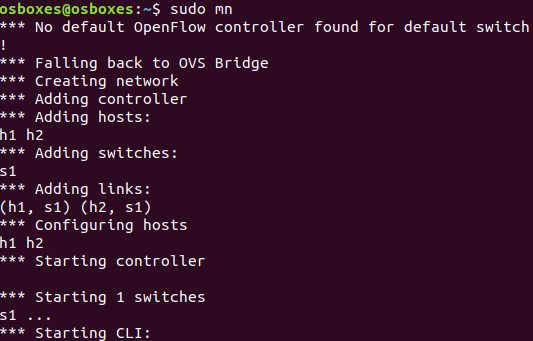 osboxes@osboxes:~$ sudo mn
*** No default OpenFlow controller found for default switch
!
*** Falling back to OVS Bridge
*** Creating network
*** Adding controller
*** Adding hosts:
h1 h2
*** Adding switches:
s1
*** Adding links:
(h1, s1) (h2, s1)
*** Configuring hosts
h1 h2
*** Starting controller

*** Starting 1 switches
s1 ...
*** Starting CLI: